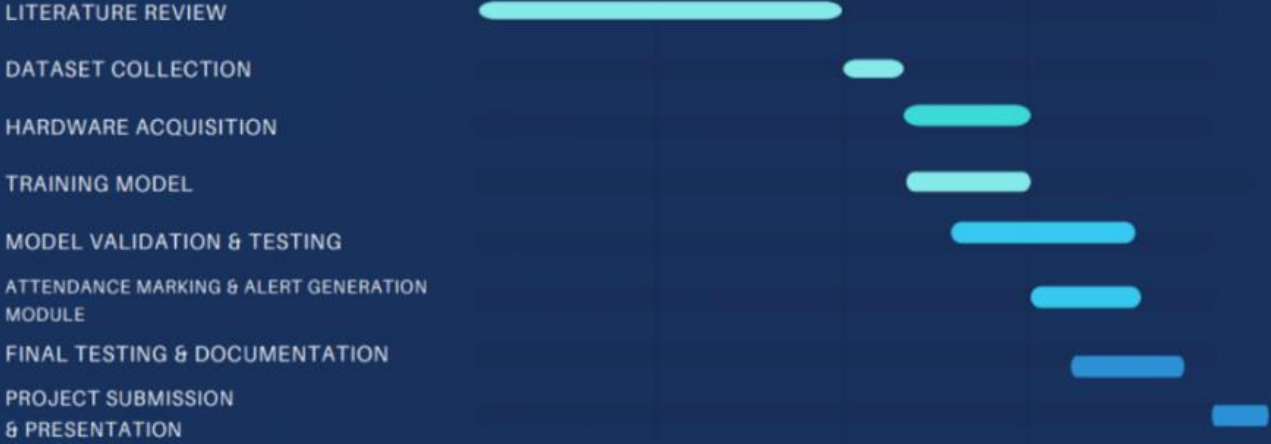 LITERATURE REVIEW
DATASET COLLECTION
HARDWARE ACQUISITION
TRAINING MODEL
MODEL VALIDATION & TESTING
ATTENDANCE MARKING & ALERT GENERATION
MODULE
FINAL TESTING & DOCUMENTATION
PROJECT SUBMISSION
& PRESENTATION